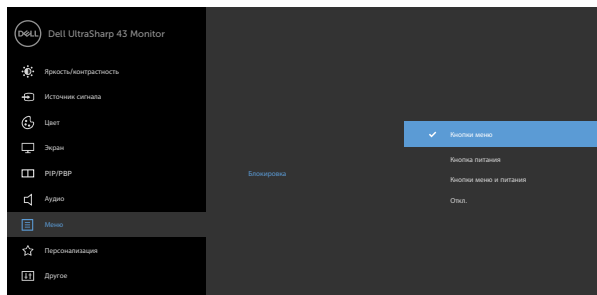 DELL Dell UltraSharp 43 Monitor
Яркость/контрастность
Источник сигнала
Цвет
Экран
PIP/PBP
Аудио
Меню
Персонализация
Другое
Блокировка
Кнопки меню
Кнопка питания
Кнопки меню и питания
Откл.